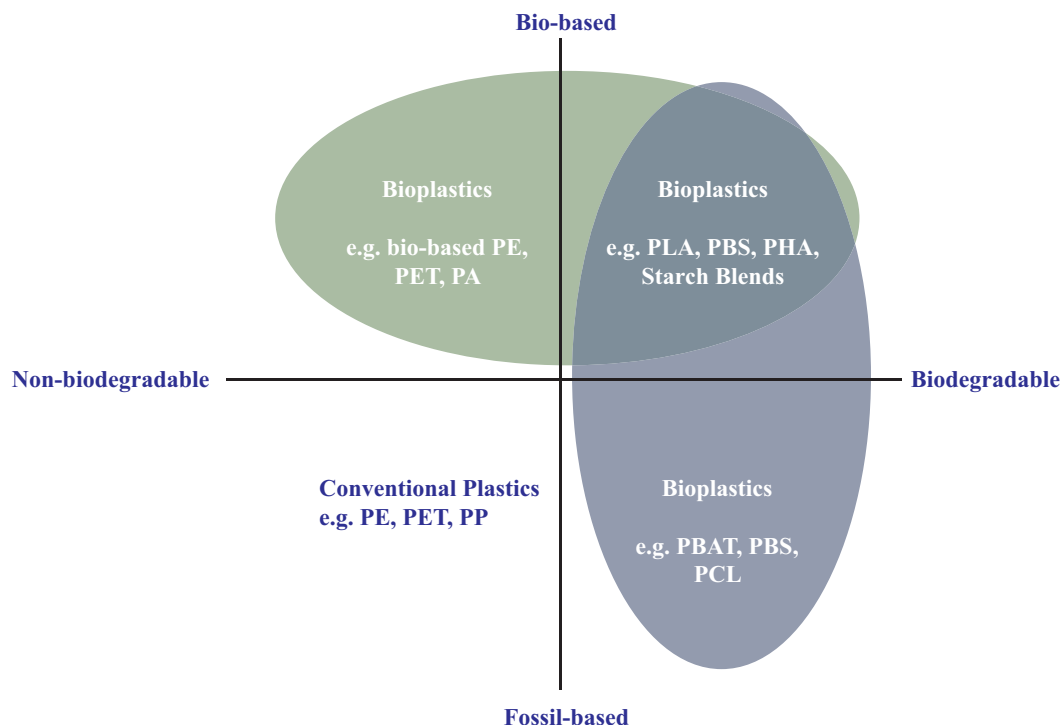 Bio-based
Bioplastics
e.g. bio-based PE,
PET, PA
Bioplastics
e.g. PLA, PBS, PHA,
Starch Blends
Non-biodegradable
Biodegradable
Conventional Plastics
e.g. PE, PET, PP
Bioplastics
e.g. PBAT, PBS,
PCL
Fossil-based